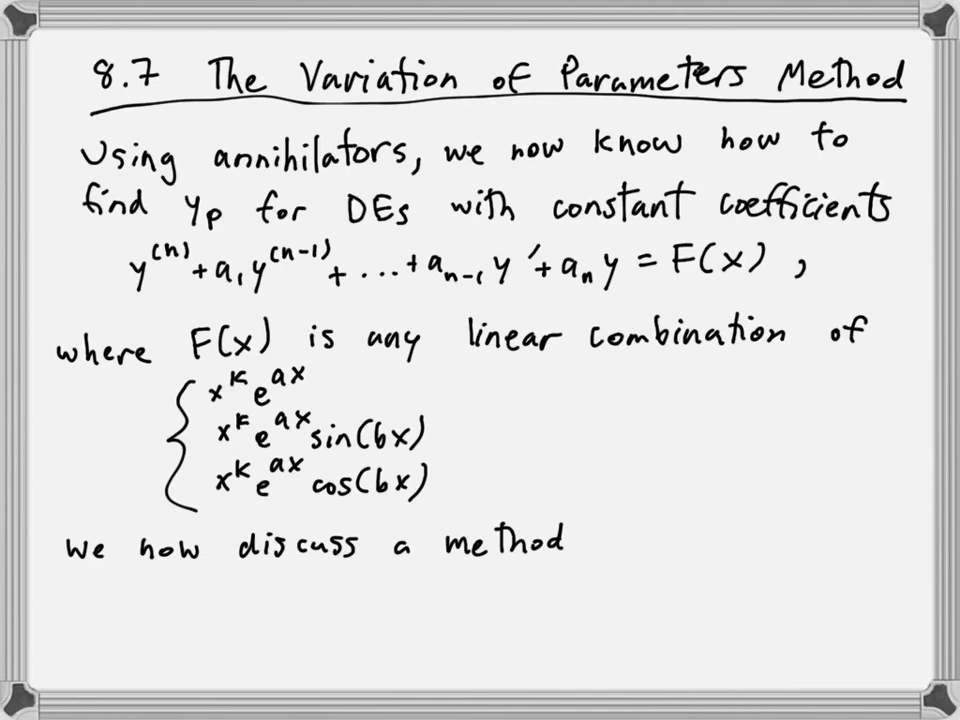 8.7 The Variation of Parameters Method
Using annihilators, we now know how to
find yp for DEs with constant coefficients
y^(n) + a₁y^(n-1) + ... + aₙ₋₁y' + aₙy = F(x),
where F(x) is any linear combination of
x^k e^ax
x^k e^ax sin(bx)
x^k e^ax cos(bx)
We now discuss a method